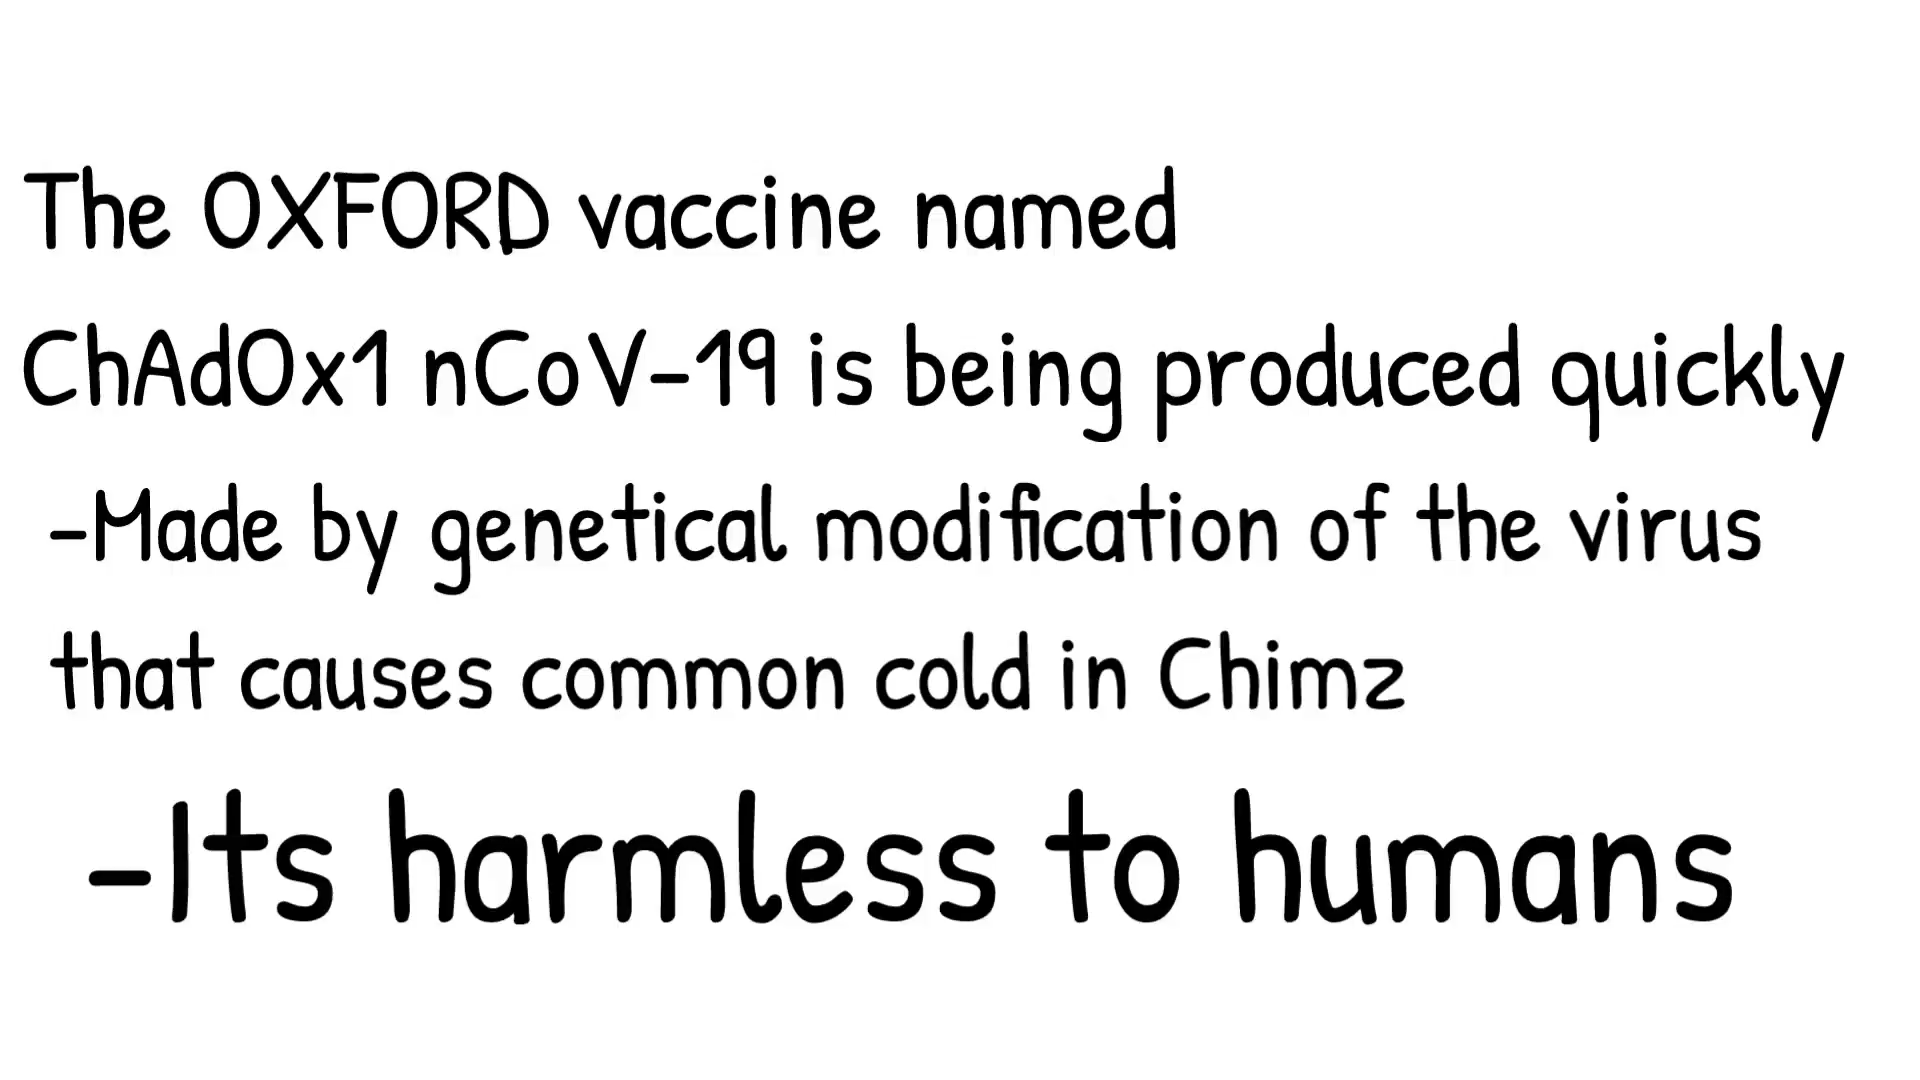 The OXFORD vaccine named
ChAdOx1 nCoV-19 is being produced quickly
-Made by genetical modification of the virus
that causes common cold in Chimz
-Its harmless to humans